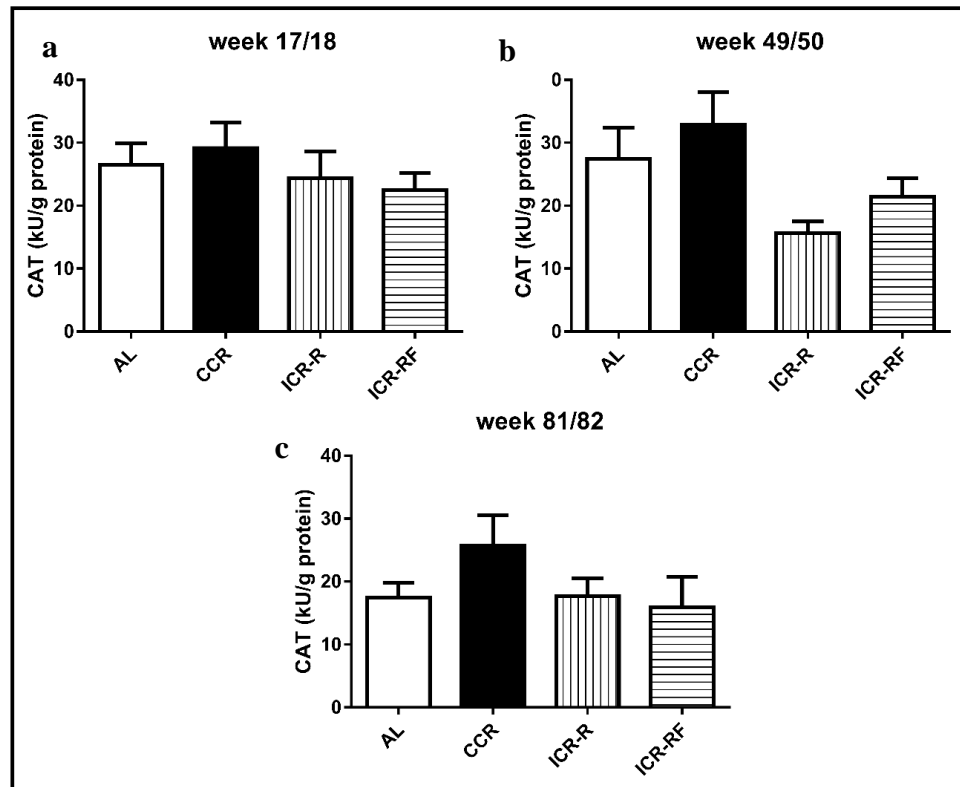 a
week 17/18
CAT (kU/g protein)
40
30
20
10
0
AL
CCR
ICR-R
ICR-RF
b
week 49/50
CAT (kU/g protein)
0
30
20
10
0
AL
CCR
ICR-R
ICR-RF
c
week 81/82
CAT (kU/g protein)
40
30
20
10
0
AL
CCR
ICR-R
ICR-RF